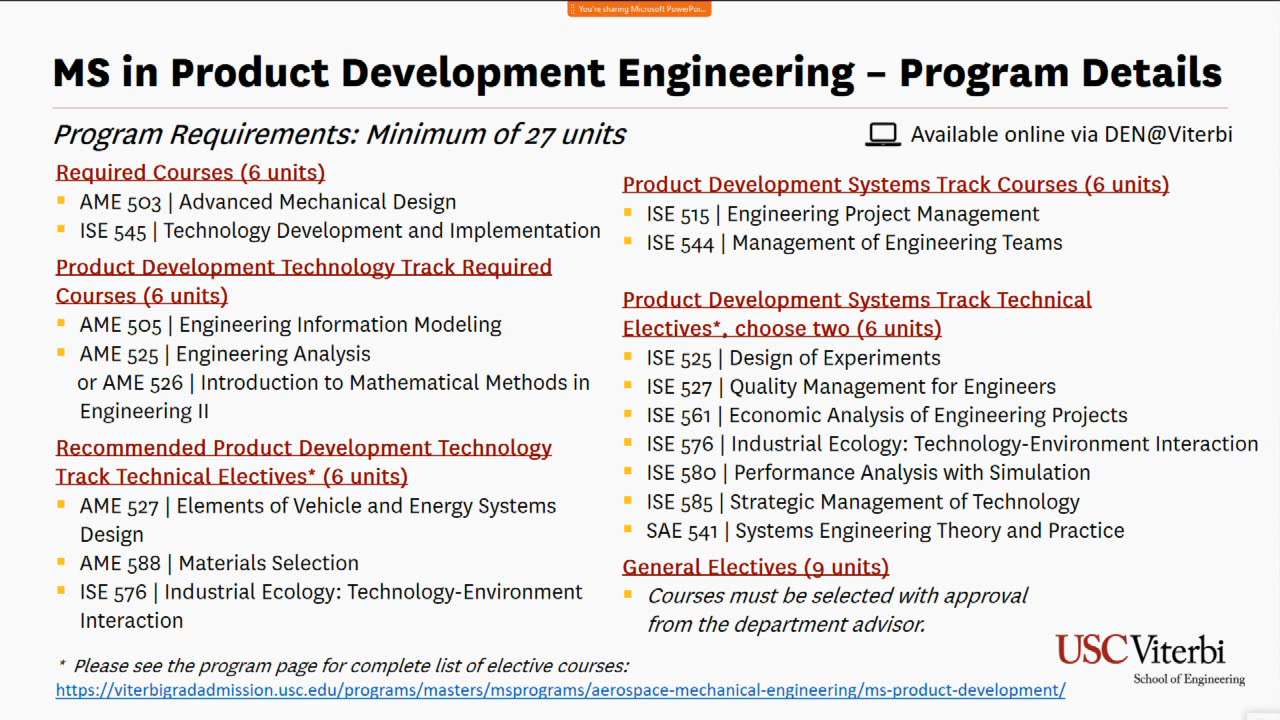 You're sharing Microsoft PowerPoi...
MS in Product Development Engineering – Program Details
Program Requirements: Minimum of 27 units
Available online via DEN@Viterbi
Required Courses (6 units)
AME 503 | Advanced Mechanical Design
ISE 545 | Technology Development and Implementation
Product Development Technology Track Required
Courses (6 units)
AME 505 | Engineering Information Modeling
AME 525 | Engineering Analysis
or AME 526 | Introduction to Mathematical Methods in
Engineering II
Recommended Product Development Technology
Track Technical Electives* (6 units)
AME 527 | Elements of Vehicle and Energy Systems
Design
AME 588 | Materials Selection
ISE 576 | Industrial Ecology: Technology-Environment
Interaction
Product Development Systems Track Courses (6 units)
ISE 515 | Engineering Project Management
ISE 544 | Management of Engineering Teams
Product Development Systems Track Technical
Electives*, choose two (6 units)
ISE 525 | Design of Experiments
ISE 527 | Quality Management for Engineers
ISE 561 | Economic Analysis of Engineering Projects
ISE 576 | Industrial Ecology: Technology-Environment Interaction
ISE 580 | Performance Analysis with Simulation
ISE 585 | Strategic Management of Technology
SAE 541 | Systems Engineering Theory and Practice
General Electives (9 units)
Courses must be selected with approval
from the department advisor.
* Please see the program page for complete list of elective courses:
https://viterbigradadmission.usc.edu/programs/masters/msprograms/aerospace-mechanical-engineering/ms-product-development/
USC Viterbi
School of Engineering